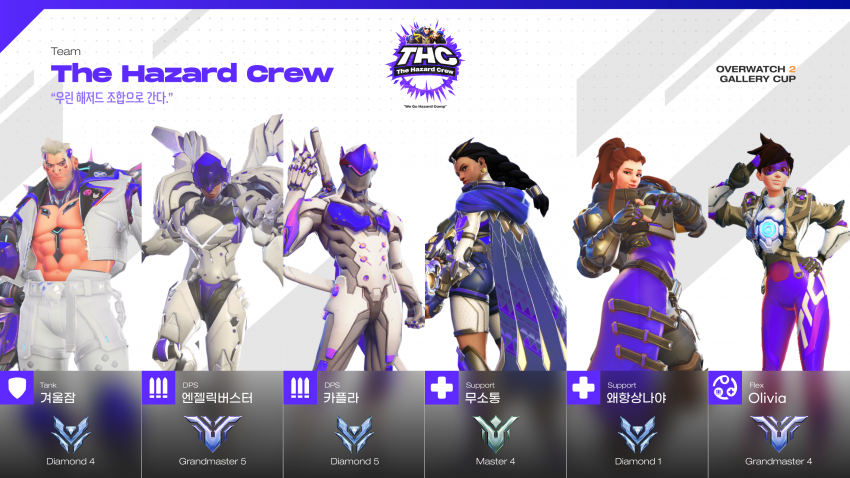 Team
The Hazard Crew
“우린 해저드 조합으로 간다.”
THC
The Hazard Crew
"We Go Hazard Comp"
OVERWATCH 2
GALLERY CUP
Tank
겨울잠
Diamond 4
DPS
엔젤릭버스터
Grandmaster 5
DPS
카플라
Diamond 5
Support
무소통
Master 4
Support
왜항상나야
Diamond 1
Flex
Olivia
Grandmaster 4